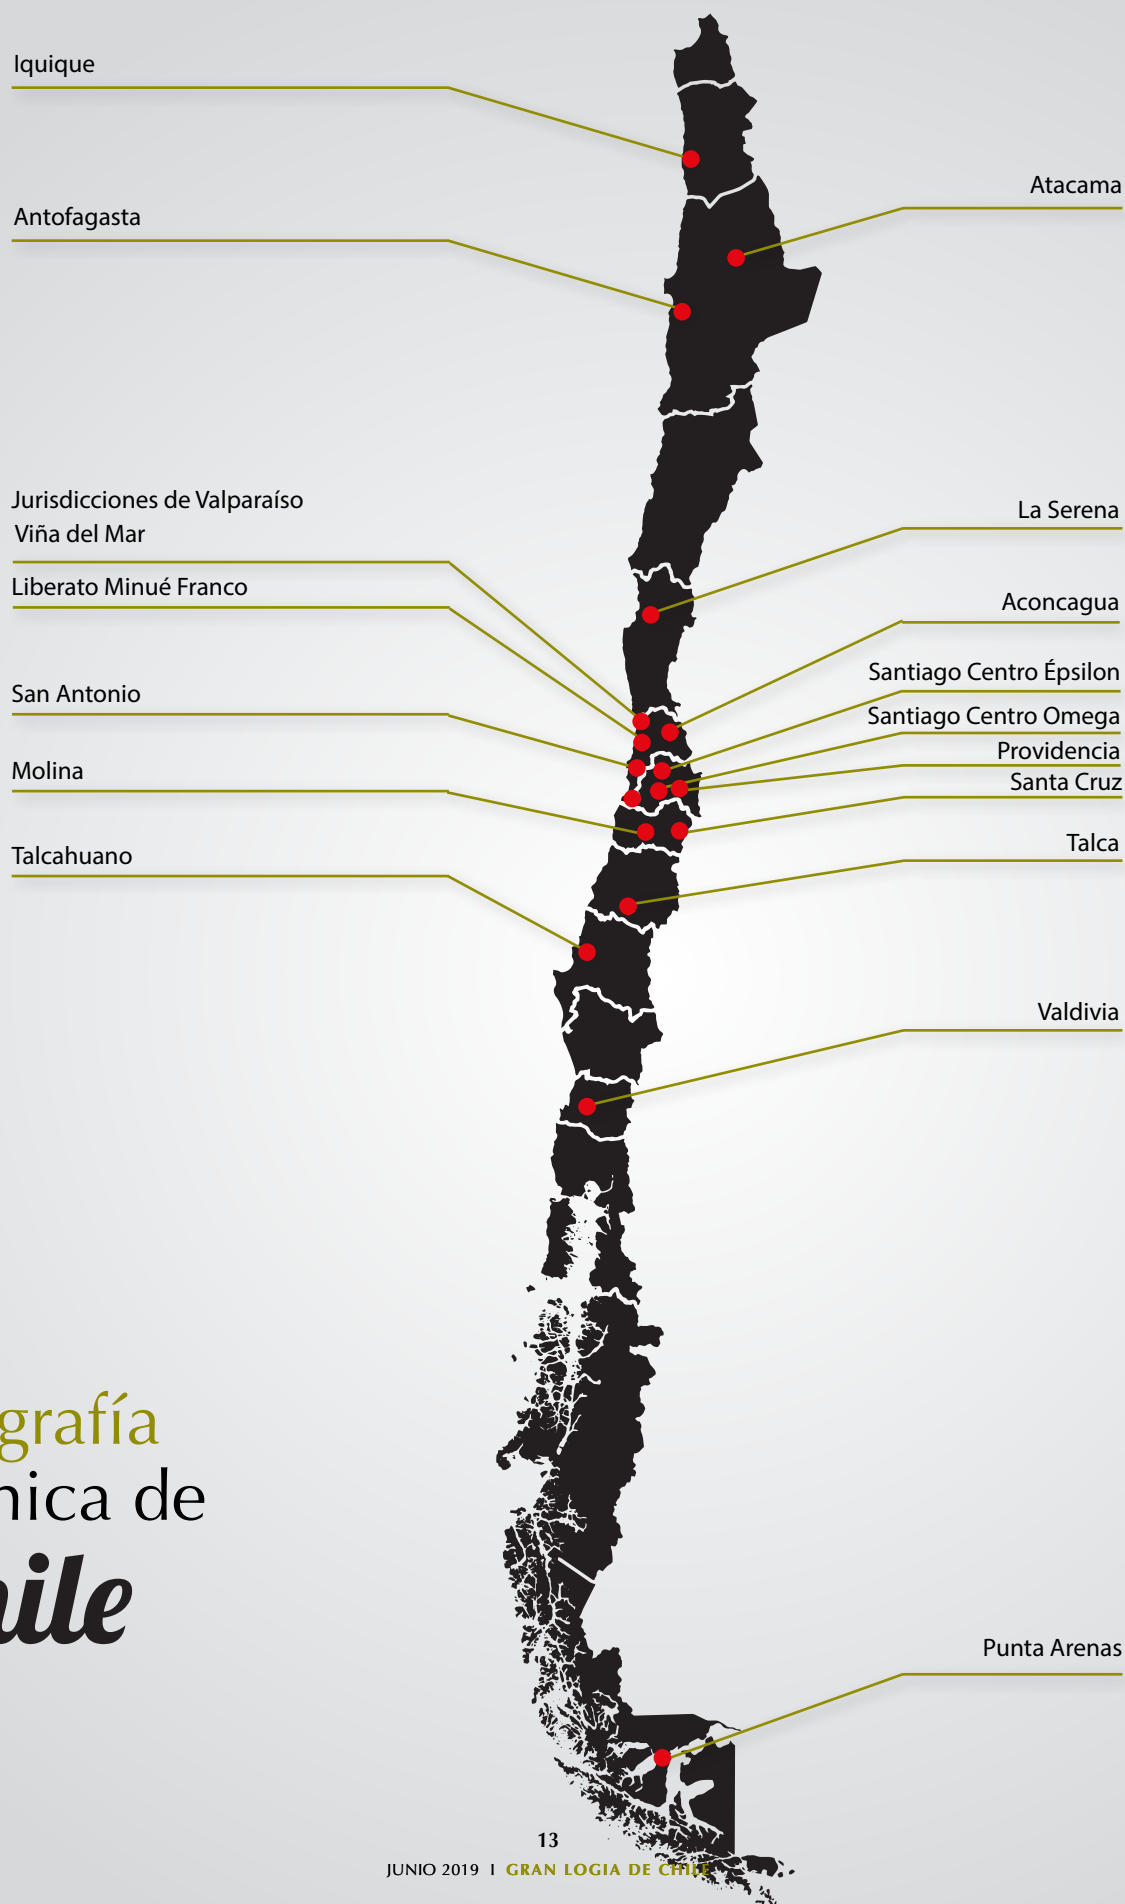 Iquique
Atacama
Antofagasta
Jurisdicciones de Valparaíso
Viña del Mar
La Serena
Liberato Minué Franco
Aconcagua
San Antonio
Santiago Centro Épsilon
Santiago Centro Omega
Providencia
Molina
Santa Cruz
Talcahuano
Talca
Valdivia
grafía
nica de
ile
Punta Arenas
13
JUNIO 2019 I GRAN LOGIA DE CHILE